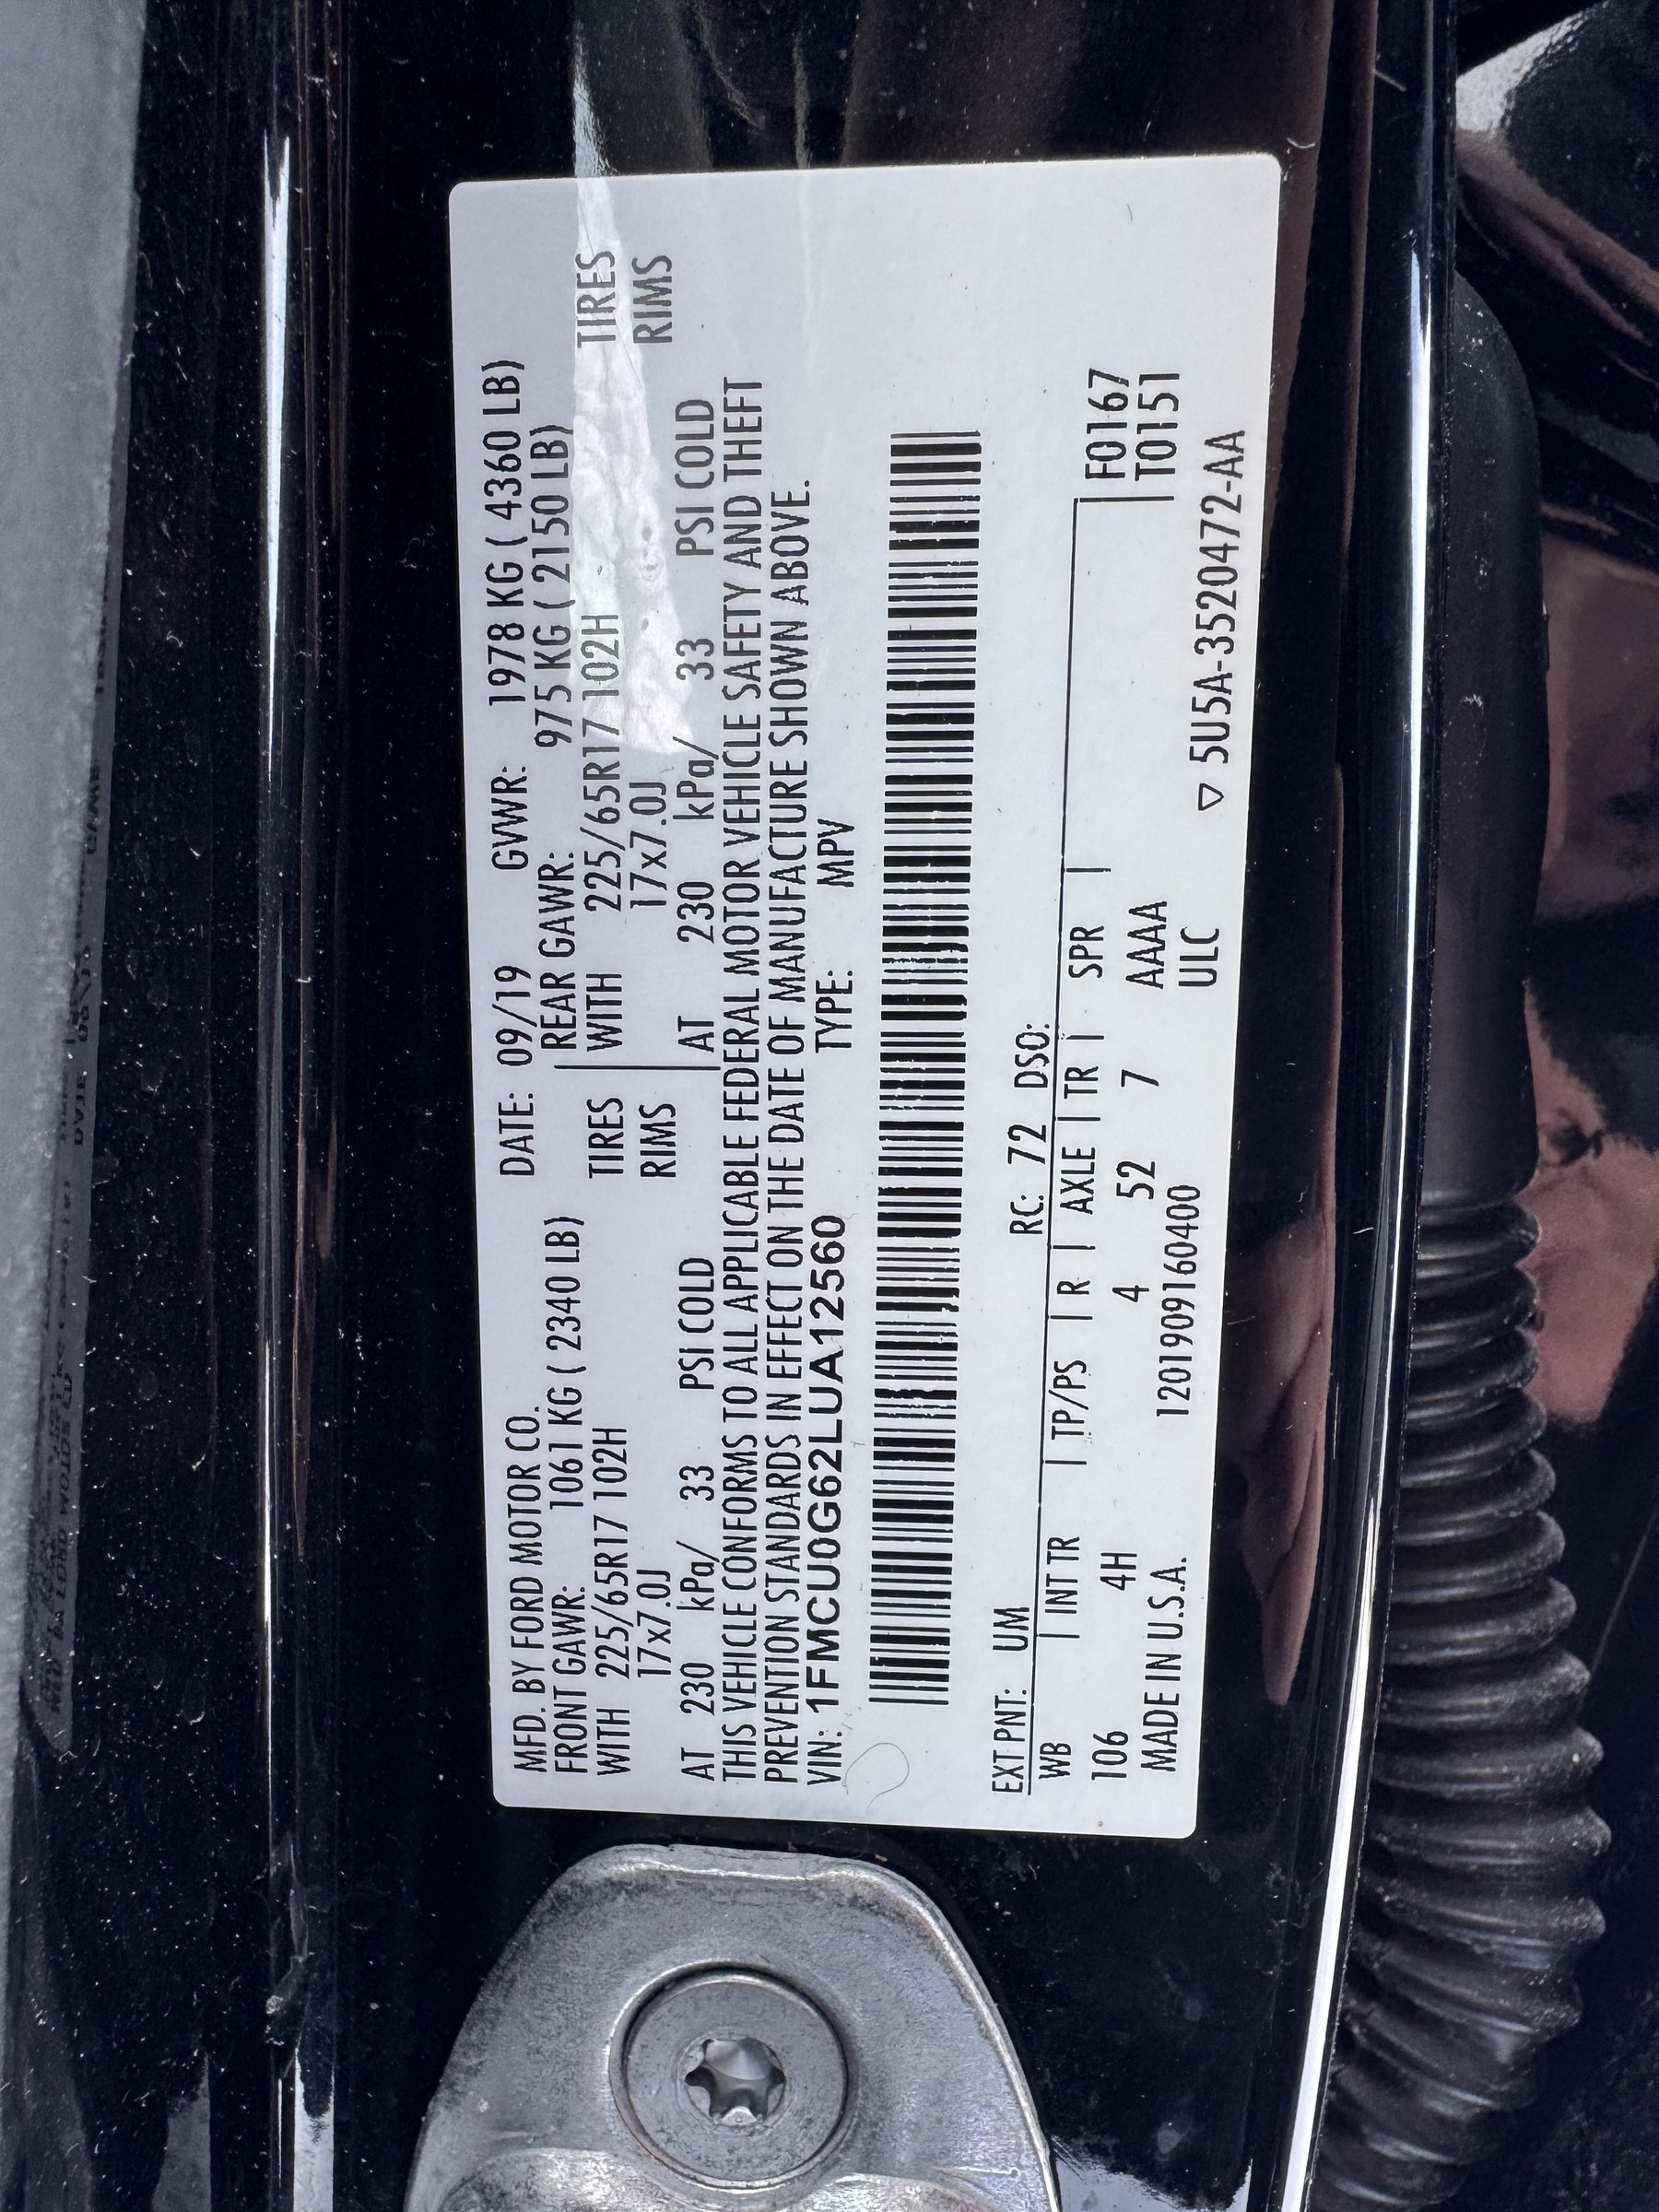 MFD. BY FORD MOTOR CO. DATE: 09/19 GVWR: 1978 KG ( 4360 LB)
FRONT GAWR: 1061 KG ( 2340 LB) REAR GAWR: 975 KG ( 2150 LB)
WITH 225/65R17 102H TIRES WITH 225/65R17 102H TIRES
17x7.0J RIMS 17x7.0J RIMS
AT 230 kPa/ 33 PSI COLD AT 230 kPa/ 33 PSI COLD
THIS VEHICLE CONFORMS TO ALL APPLICABLE FEDERAL MOTOR VEHICLE SAFETY AND THEFT
PREVENTION STANDARDS IN EFFECT ON THE DATE OF MANUFACTURE SHOWN ABOVE.
VIN: 1FMCU0G62LUA12560 TYPE: MPV
EXT PNT: UM RC: 72 DSO:
WB | INT TR | TP/PS | R | AXLE | TR | SPR | F0167
106 4H 4 52 7 AAAA T0151
MADE IN U.S.A. 1201909160400 ULC
▽ 5U5A-3520472-AA